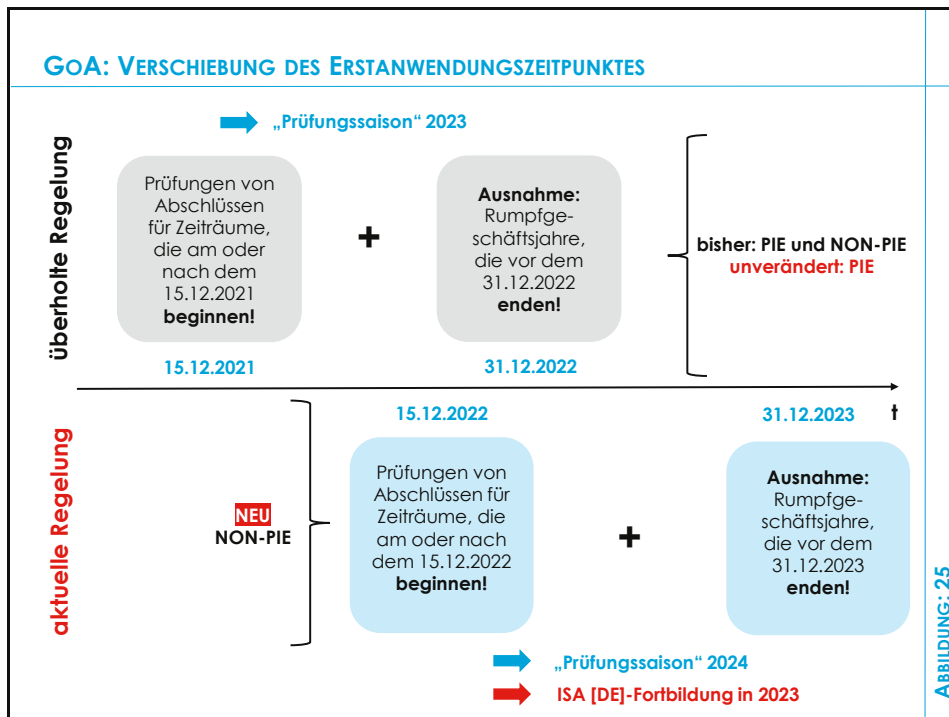 GoA: Verschiebung des Erstanwendungszeitpunktes
„Prüfungssaison" 2023
überholte Regelung
Prüfungen von
Abschlüssen
für Zeiträume,
die am oder
nach dem
15.12.2021
beginnen!
+
Ausnahme:
Rumpfge-
schäftsjahre,
die vor dem
31.12.2022
enden!
bisher: PIE und NON-PIE
unverändert: PIE
15.12.2021
31.12.2022
15.12.2022
31.12.2023
t
aktuelle Regelung
NEU
NON-PIE
Prüfungen von
Abschlüssen für
Zeiträume, die
am oder nach
dem 15.12.2022
beginnen!
+
Ausnahme:
Rumpfge-
schäftsjahre,
die vor dem
31.12.2023
enden!
„Prüfungssaison" 2024
ISA [DE]-Fortbildung in 2023
Abbildung: 25